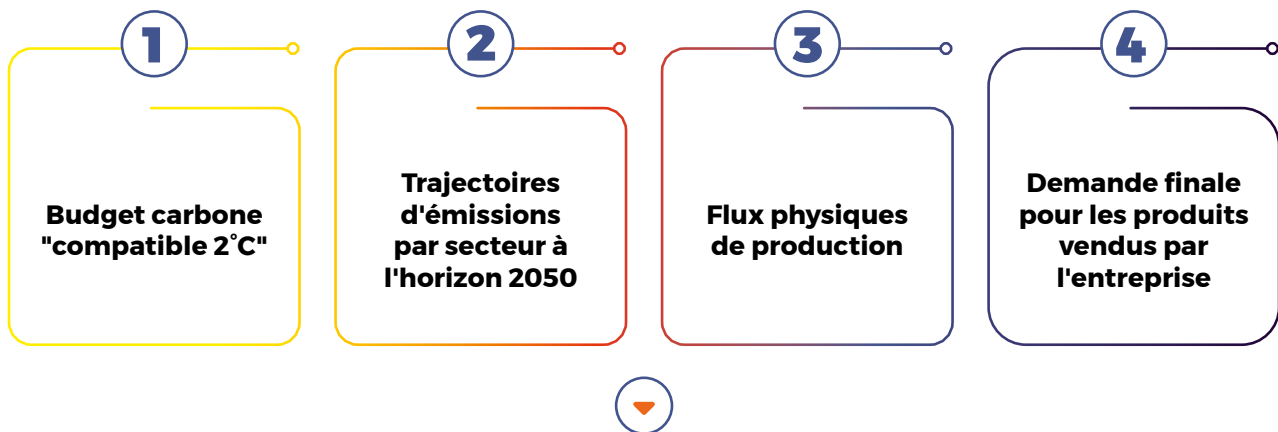 1
Budget carbone
"compatible 2°C"
2
Trajectoires
d'émissions
par secteur à
l'horizon 2050
3
Flux physiques
de production
4
Demande finale
pour les produits
vendus par
l'entreprise